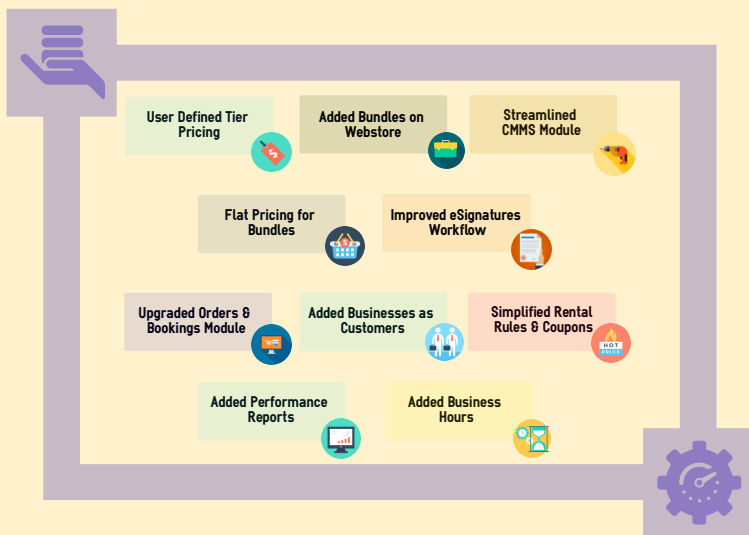 User Defined Tier
Pricing
Added Bundles on
Webstore
Streamlined
CMMS Module
Flat Pricing for
Bundles
Improved eSignatures
Workflow
Upgraded Orders &
Bookings Module
Added Businesses as
Customers
Simplified Rental
Rules & Coupons
HOT
PRICE
Added Performance
Reports
Added Business
Hours